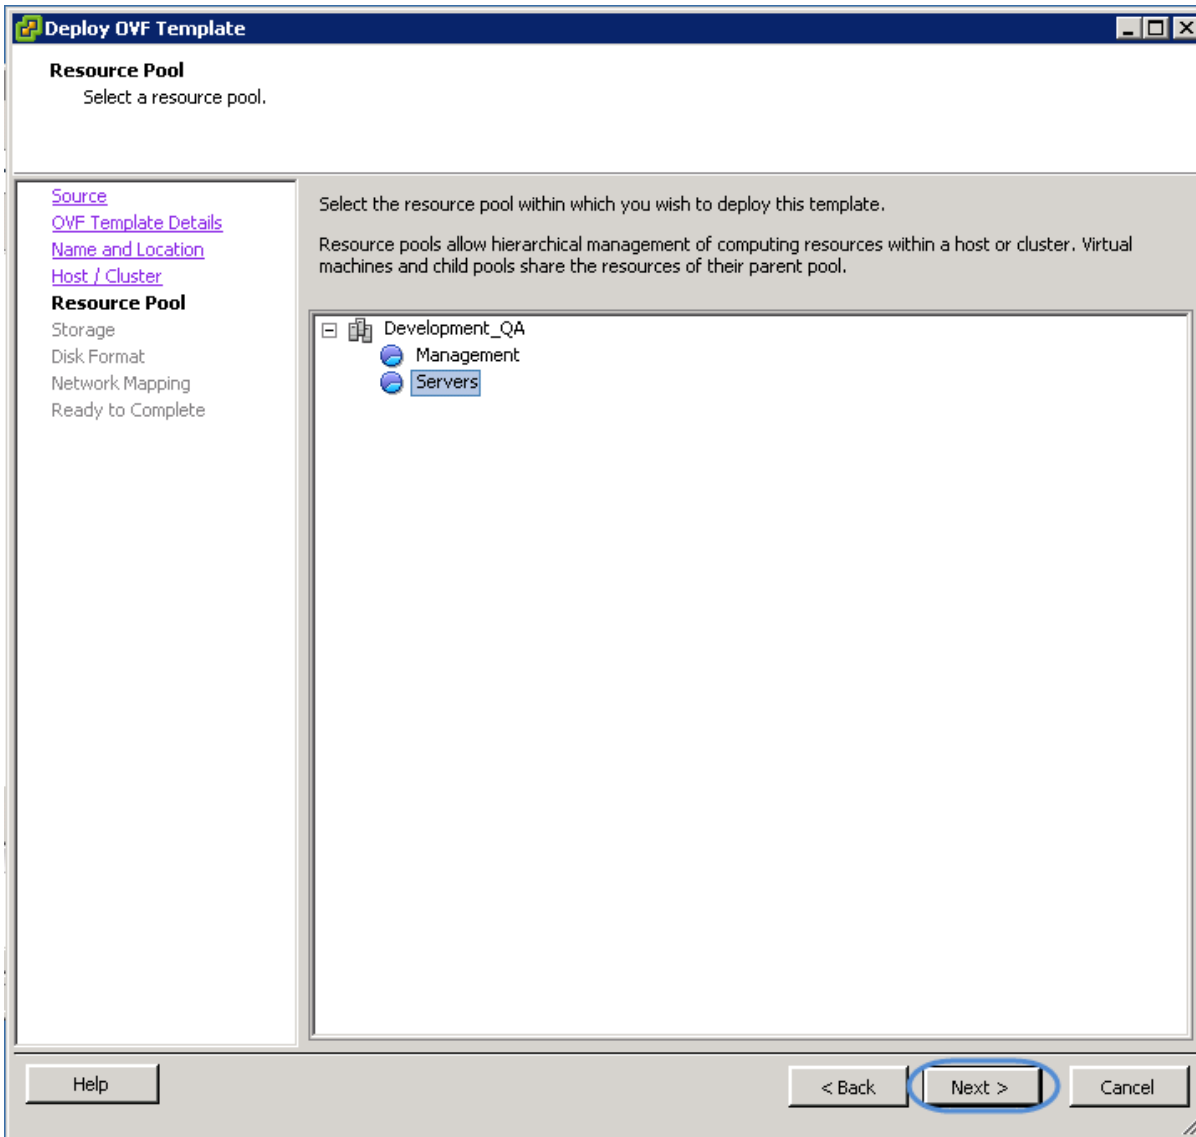 Deploy OVF Template
Resource Pool
Select a resource pool.
Source
OVF Template Details
Name and Location
Host / Cluster
Resource Pool
Storage
Disk Format
Network Mapping
Ready to Complete
Select the resource pool within which you wish to deploy this template.
Resource pools allow hierarchical management of computing resources within a host or cluster. Virtual
machines and child pools share the resources of their parent pool.
Development_QA
Management
Servers
Help
< Back
Next >
Cancel